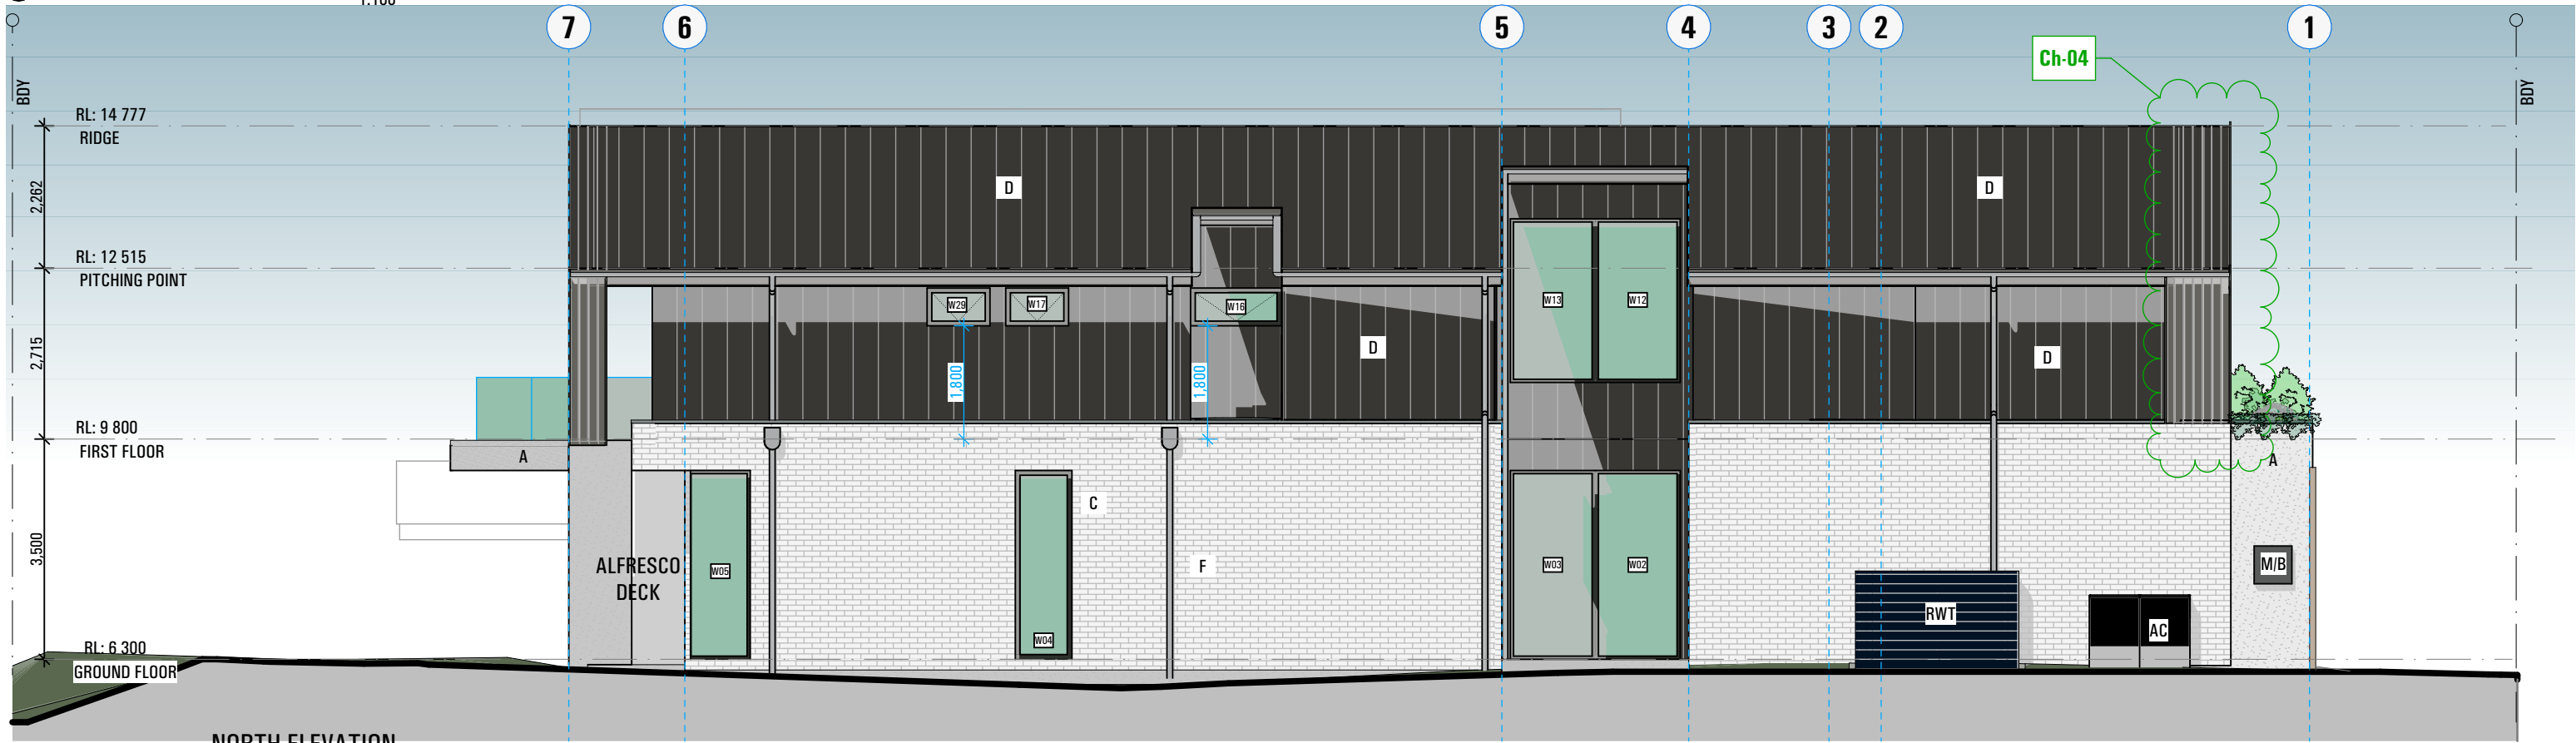 1:100
7
6
5
4
3
2
1
Ch-04
BDY
BDY
RL: 14 777
RIDGE
D
D
2,262
RL: 12 515
PITCHING POINT
W29
W17
W16
W13
W12
D
D
2,715
1,800
1,800
RL: 9 800
FIRST FLOOR
A
A
C
3,500
ALFRESCO
DECK
W05
F
W03
W02
M/B
RWT
AC
W04
RL: 6 300
GROUND FLOOR
NORTH ELEVATION